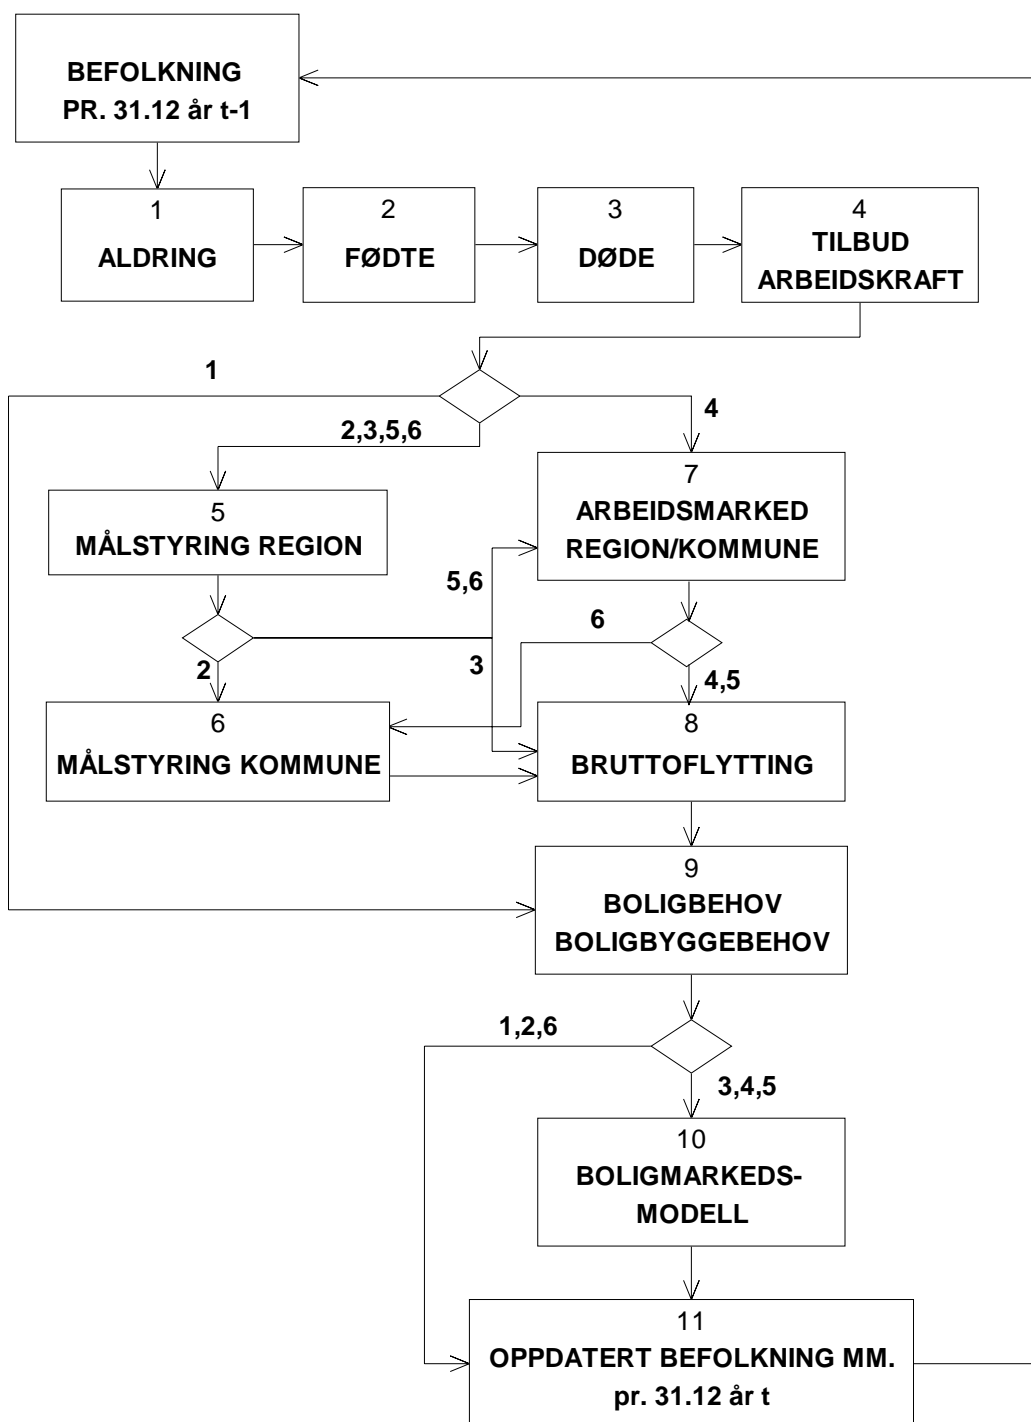 BEFOLKNING
PR. 31.12 år t-1
1
ALDRING
2
FØDTE
3
DØDE
4
TILBUD
ARBEIDSKRAFT
1
4
2,3,5,6
5
MÅLSTYRING REGION
7
ARBEIDSMARKED
REGION/KOMMUNE
5,6
6
2
3
4,5
6
MÅLSTYRING KOMMUNE
8
BRUTTOFLYTTING
9
BOLIGBEHOV
BOLIGBYGGEBEHOV
1,2,6
3,4,5
10
BOLIGMARKEDS-
MODELL
11
OPPDATERT BEFOLKNING MM.
pr. 31.12 år t